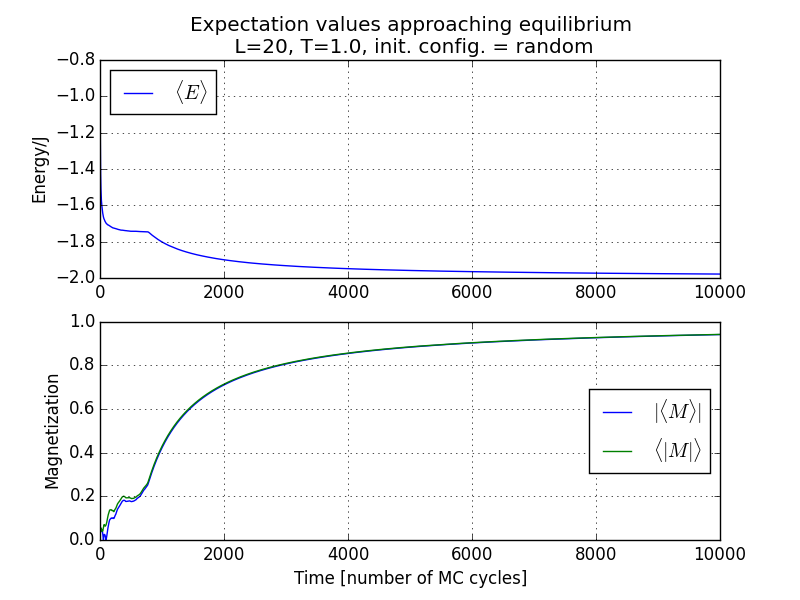 Expectation values approaching equilibrium
L=20, T=1.0, init. config. = random
−0.8
−1.0
−1.2
−1.4
−1.6
−1.8
−2.0
Energy/J
⟨E⟩
0 2000 4000 6000 8000 10000
1.0
0.8
0.6
0.4
0.2
0.0
Magnetization
|⟨M⟩|
⟨|M|⟩
0 2000 4000 6000 8000 10000
Time [number of MC cycles]